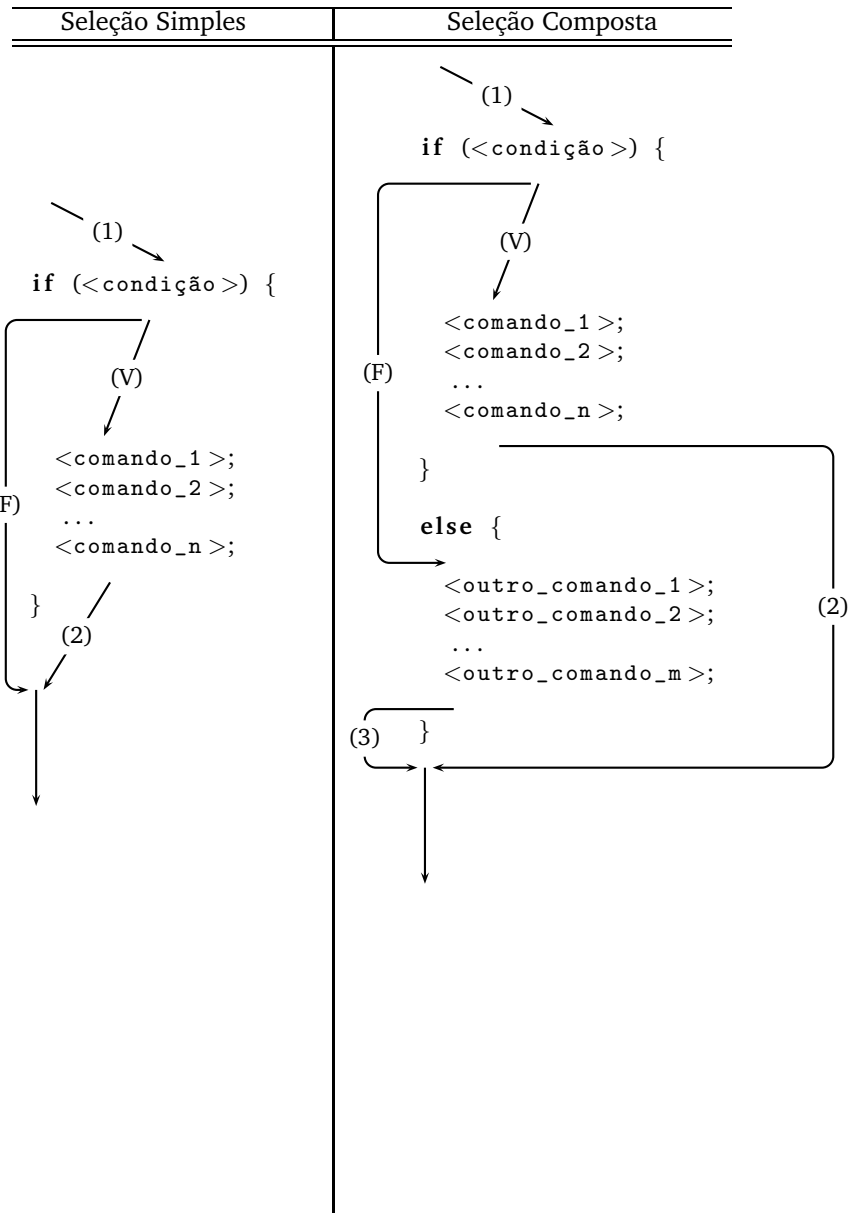 Seleção Simples
(1)
if (<condição>) {
(V)
F)
<comando_1>;
<comando_2>;
...
<comando_n>;
}
(2)
Seleção Composta
(1)
if (<condição>) {
(V)
(F)
<comando_1>;
<comando_2>;
...
<comando_n>;
}
else {
<outro_comando_1>;
<outro_comando_2>;
...
<outro_comando_m>;
(2)
(3)
}